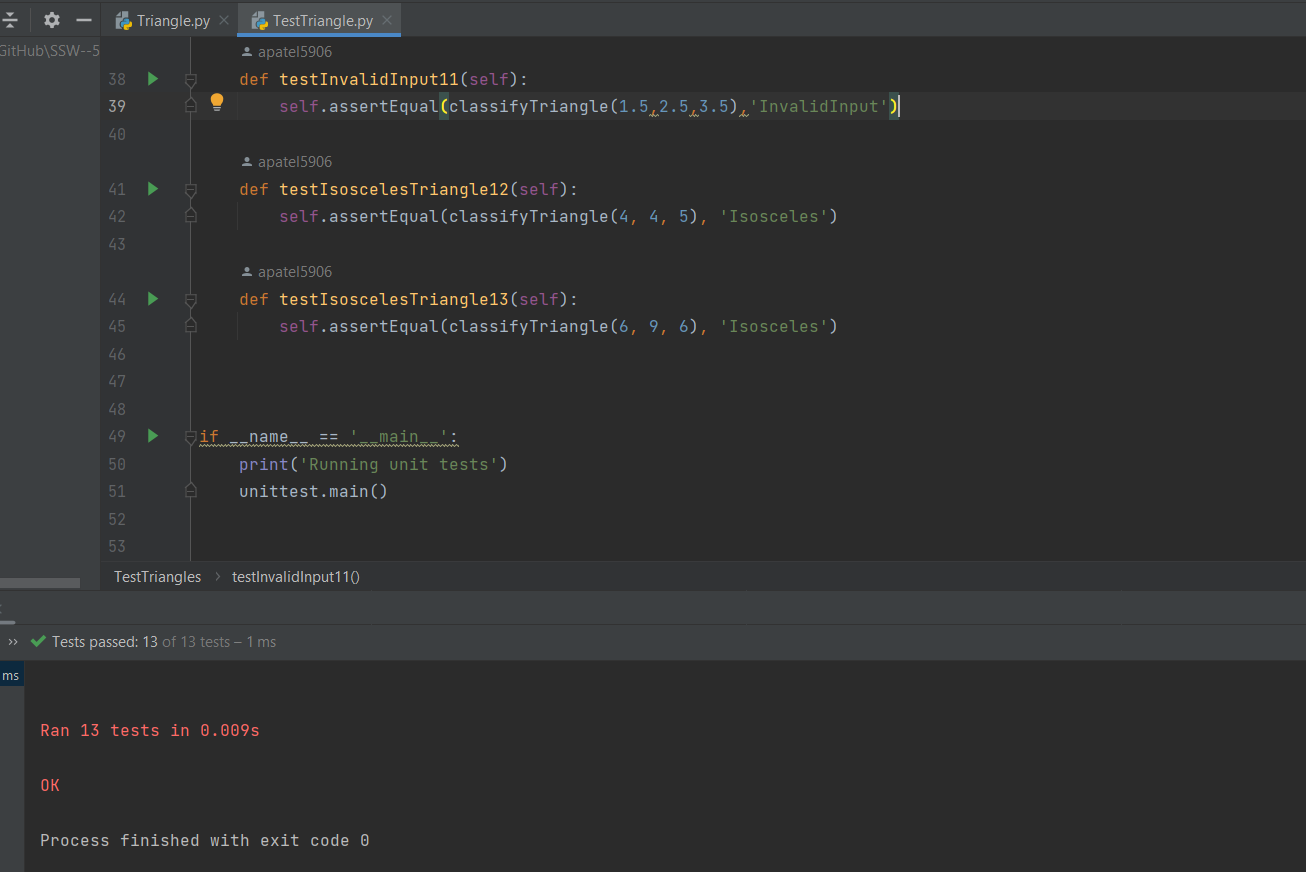 Triangle.py TestTriangle.py
GitHub\SSW--5
apatel5906
38 def testInvalidInput11(self):
39 self.assertEqual(classifyTriangle(1.5,2.5,3.5),'InvalidInput')
40
apatel5906
41 def testIsoscelesTriangle12(self):
42 self.assertEqual(classifyTriangle(4, 4, 5), 'Isosceles')
43
apatel5906
44 def testIsoscelesTriangle13(self):
45 self.assertEqual(classifyTriangle(6, 9, 6), 'Isosceles')
46
47
48
49 if __name__ == '__main__':
50 print('Running unit tests')
51 unittest.main()
52
53
TestTriangles › testInvalidInput11()
» Tests passed: 13 of 13 tests – 1 ms
ms
Ran 13 tests in 0.009s
OK
Process finished with exit code 0